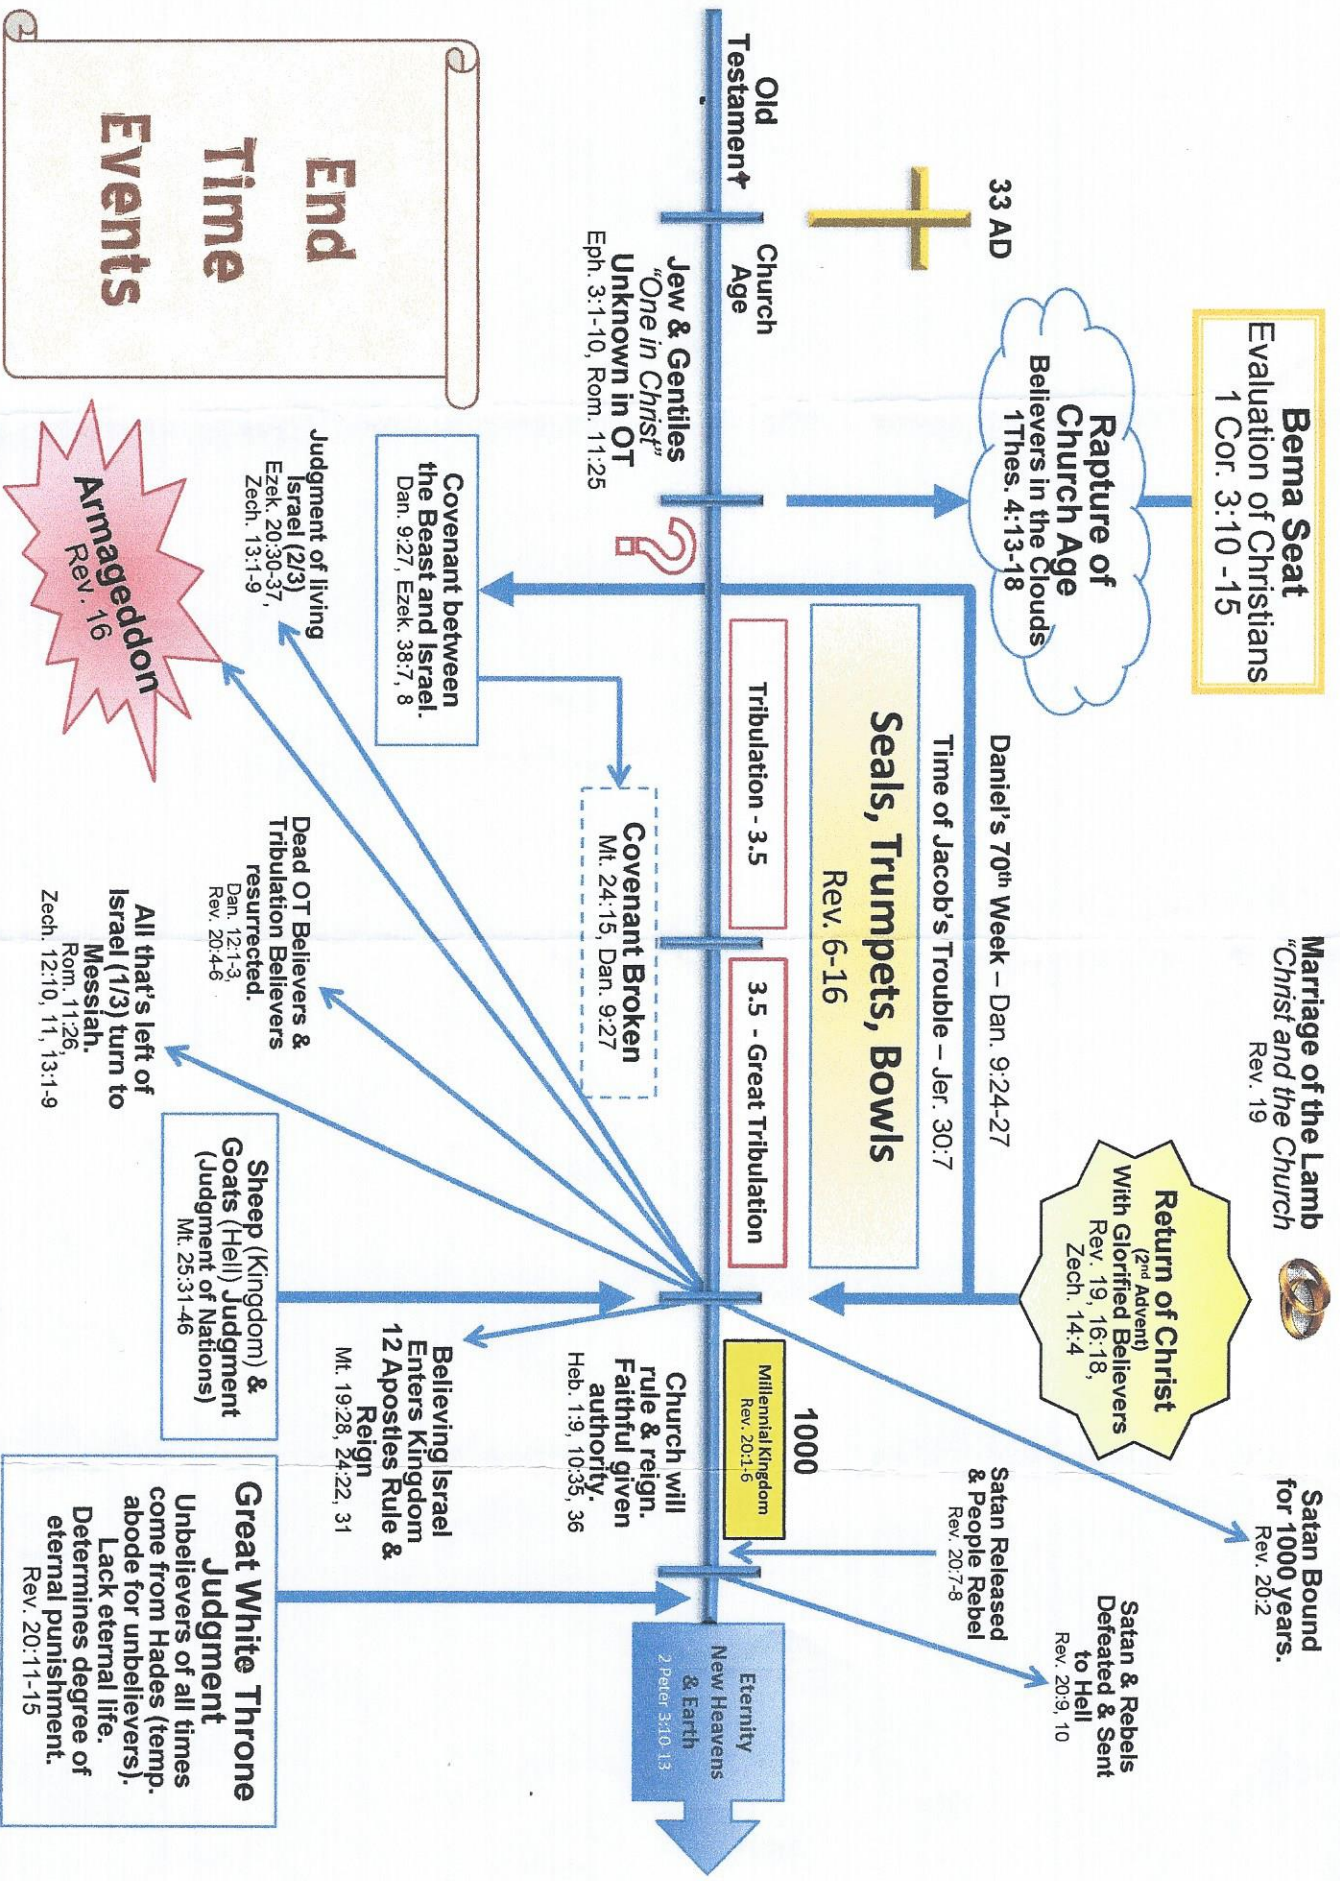 Bema Seat
Evaluation of Christians
1 Cor. 3:10 -15
Marriage of the Lamb
"Christ and the Church
Rev. 19
Satan Bound
for 1000 years.
Rev. 20:2
33 AD
Rapture of
Church Age
Believers in the Clouds
1Thes. 4:13-18
Return of Christ
(2nd Advent)
With Glorified Believers
Rev. 19, 16:18,
Zech. 14:4
Satan & Rebels
Defeated & Sent
to Hell
Rev. 20:9, 10
Daniel's 70th Week – Dan. 9:24-27
Time of Jacob's Trouble – Jer. 30:7
Satan Released
& People Rebel
Rev. 20:7-8
Seals, Trumpets, Bowls
Rev. 6-16
1000
Old
Testament
Church
Age
Tribulation - 3.5
3.5 - Great Tribulation
Millennial Kingdom
Rev. 20:1-6
Eternity
New Heavens
& Earth
2 Peter 3:10-13
Jew & Gentiles
"One in Christ"
Unknown in OT
Eph. 3:1-10, Rom. 11:25
?
Covenant Broken
Mt. 24:15, Dan. 9:27
Church will
rule & reign.
Faithful given
authority.
Heb. 1:9, 10:35, 36
Covenant between
the Beast and Israel.
Dan. 9:27, Ezek. 38:7, 8
Believing Israel
Enters Kingdom
12 Apostles Rule &
Reign
Mt. 19:28, 24:22, 31
End
Time
Events
Judgment of living
Israel (2/3)
Ezek. 20:30-37,
Zech. 13:1-9
Dead OT Believers &
Tribulation Believers
resurrected.
Dan. 12:1-3,
Rev. 20:4-6
Sheep (Kingdom) &
Goats (Hell) Judgment
(Judgment of Nations)
Mt. 25:31-46
Great White Throne
Judgment
Unbelievers of all times
come from Hades (temp.
abode for unbelievers).
Lack eternal life.
Determines degree of
eternal punishment.
Rev. 20:11-15
Armageddon
Rev. 16
All that's left of
Israel (1/3) turn to
Messiah.
Rom. 11:26,
Zech. 12:10, 11, 13:1-9